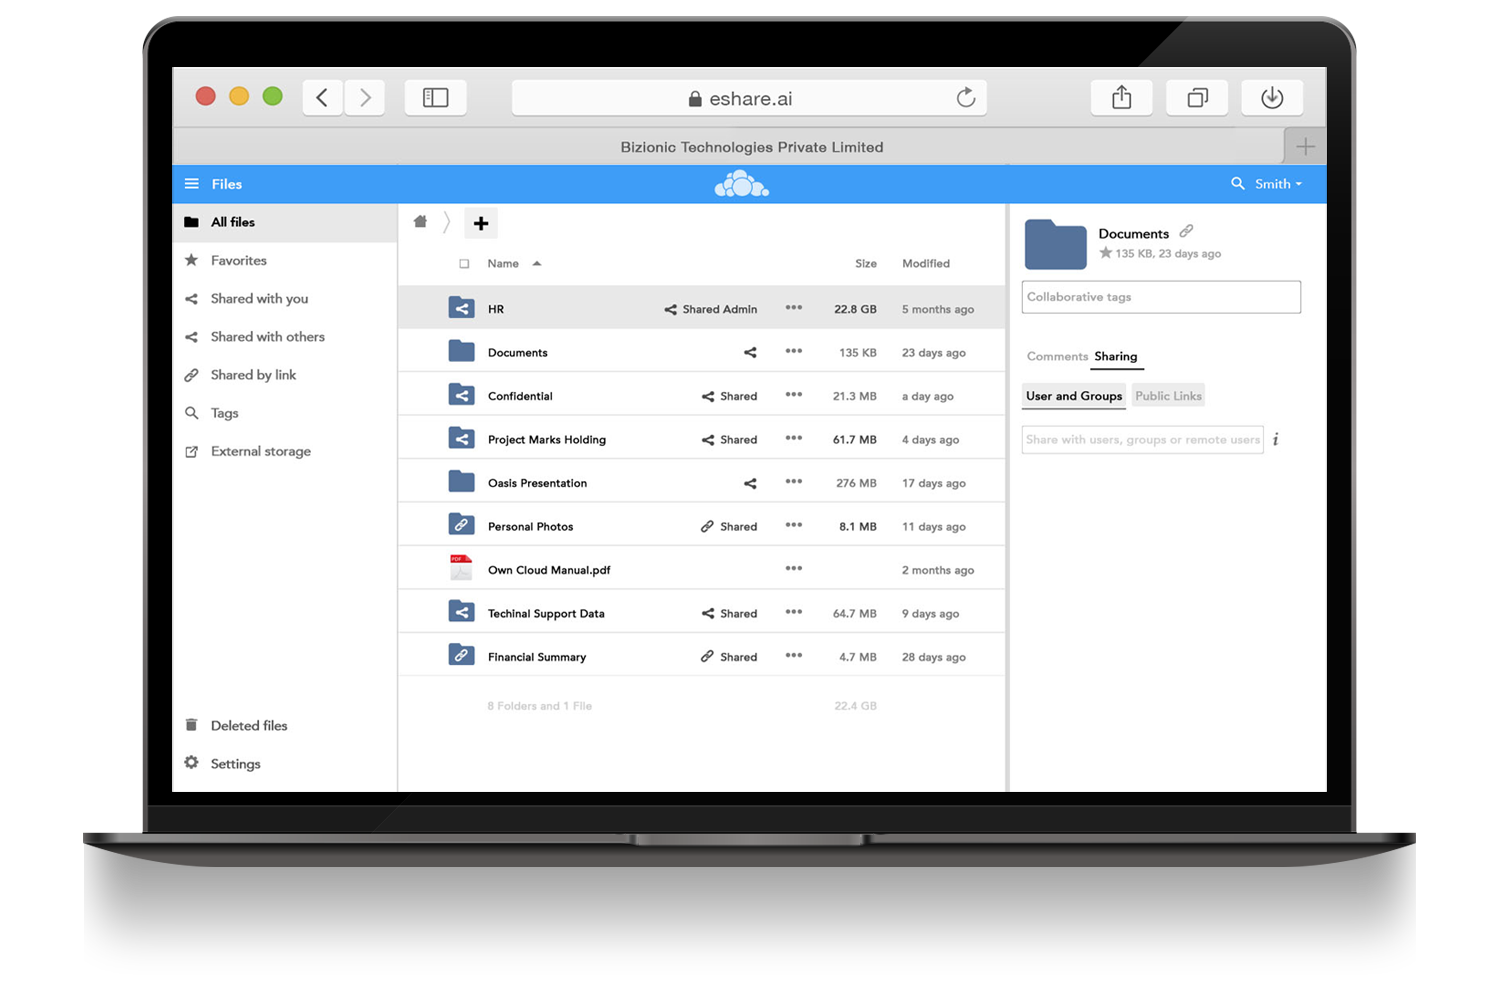 eshare.ai
Bizionic Technologies Private Limited
Files
Smith
All files
Favorites
Shared with you
Shared with others
Shared by link
Tags
External storage
Deleted files
Settings
Name Size Modified
HR Shared Admin 22.8 GB 5 months ago
Documents 135 KB 23 days ago
Confidential Shared 21.3 MB a day ago
Project Marks Holding Shared 61.7 MB 4 days ago
Oasis Presentation 276 MB 17 days ago
Personal Photos Shared 8.1 MB 11 days ago
PDF Own Cloud Manual.pdf 2 months ago
Techinal Support Data Shared 64.7 MB 9 days ago
Financial Summary Shared 4.7 MB 28 days ago
8 Folders and 1 File 22.4 GB
Documents
135 KB, 23 days ago
Collaborative tags
Comments Sharing
User and Groups Public Links
Share with users, groups or remote users i